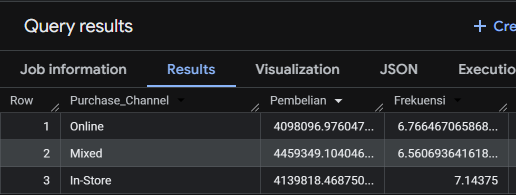 Query results + Cre
Job information Results Visualization JSON Executio
Row Purchase_Channel Pembelian Frekuensi
1 Online 4098096.976047... 6.766467065868...
2 Mixed 4459349.104046... 6.560693641618...
3 In-Store 4139818.468750... 7.14375